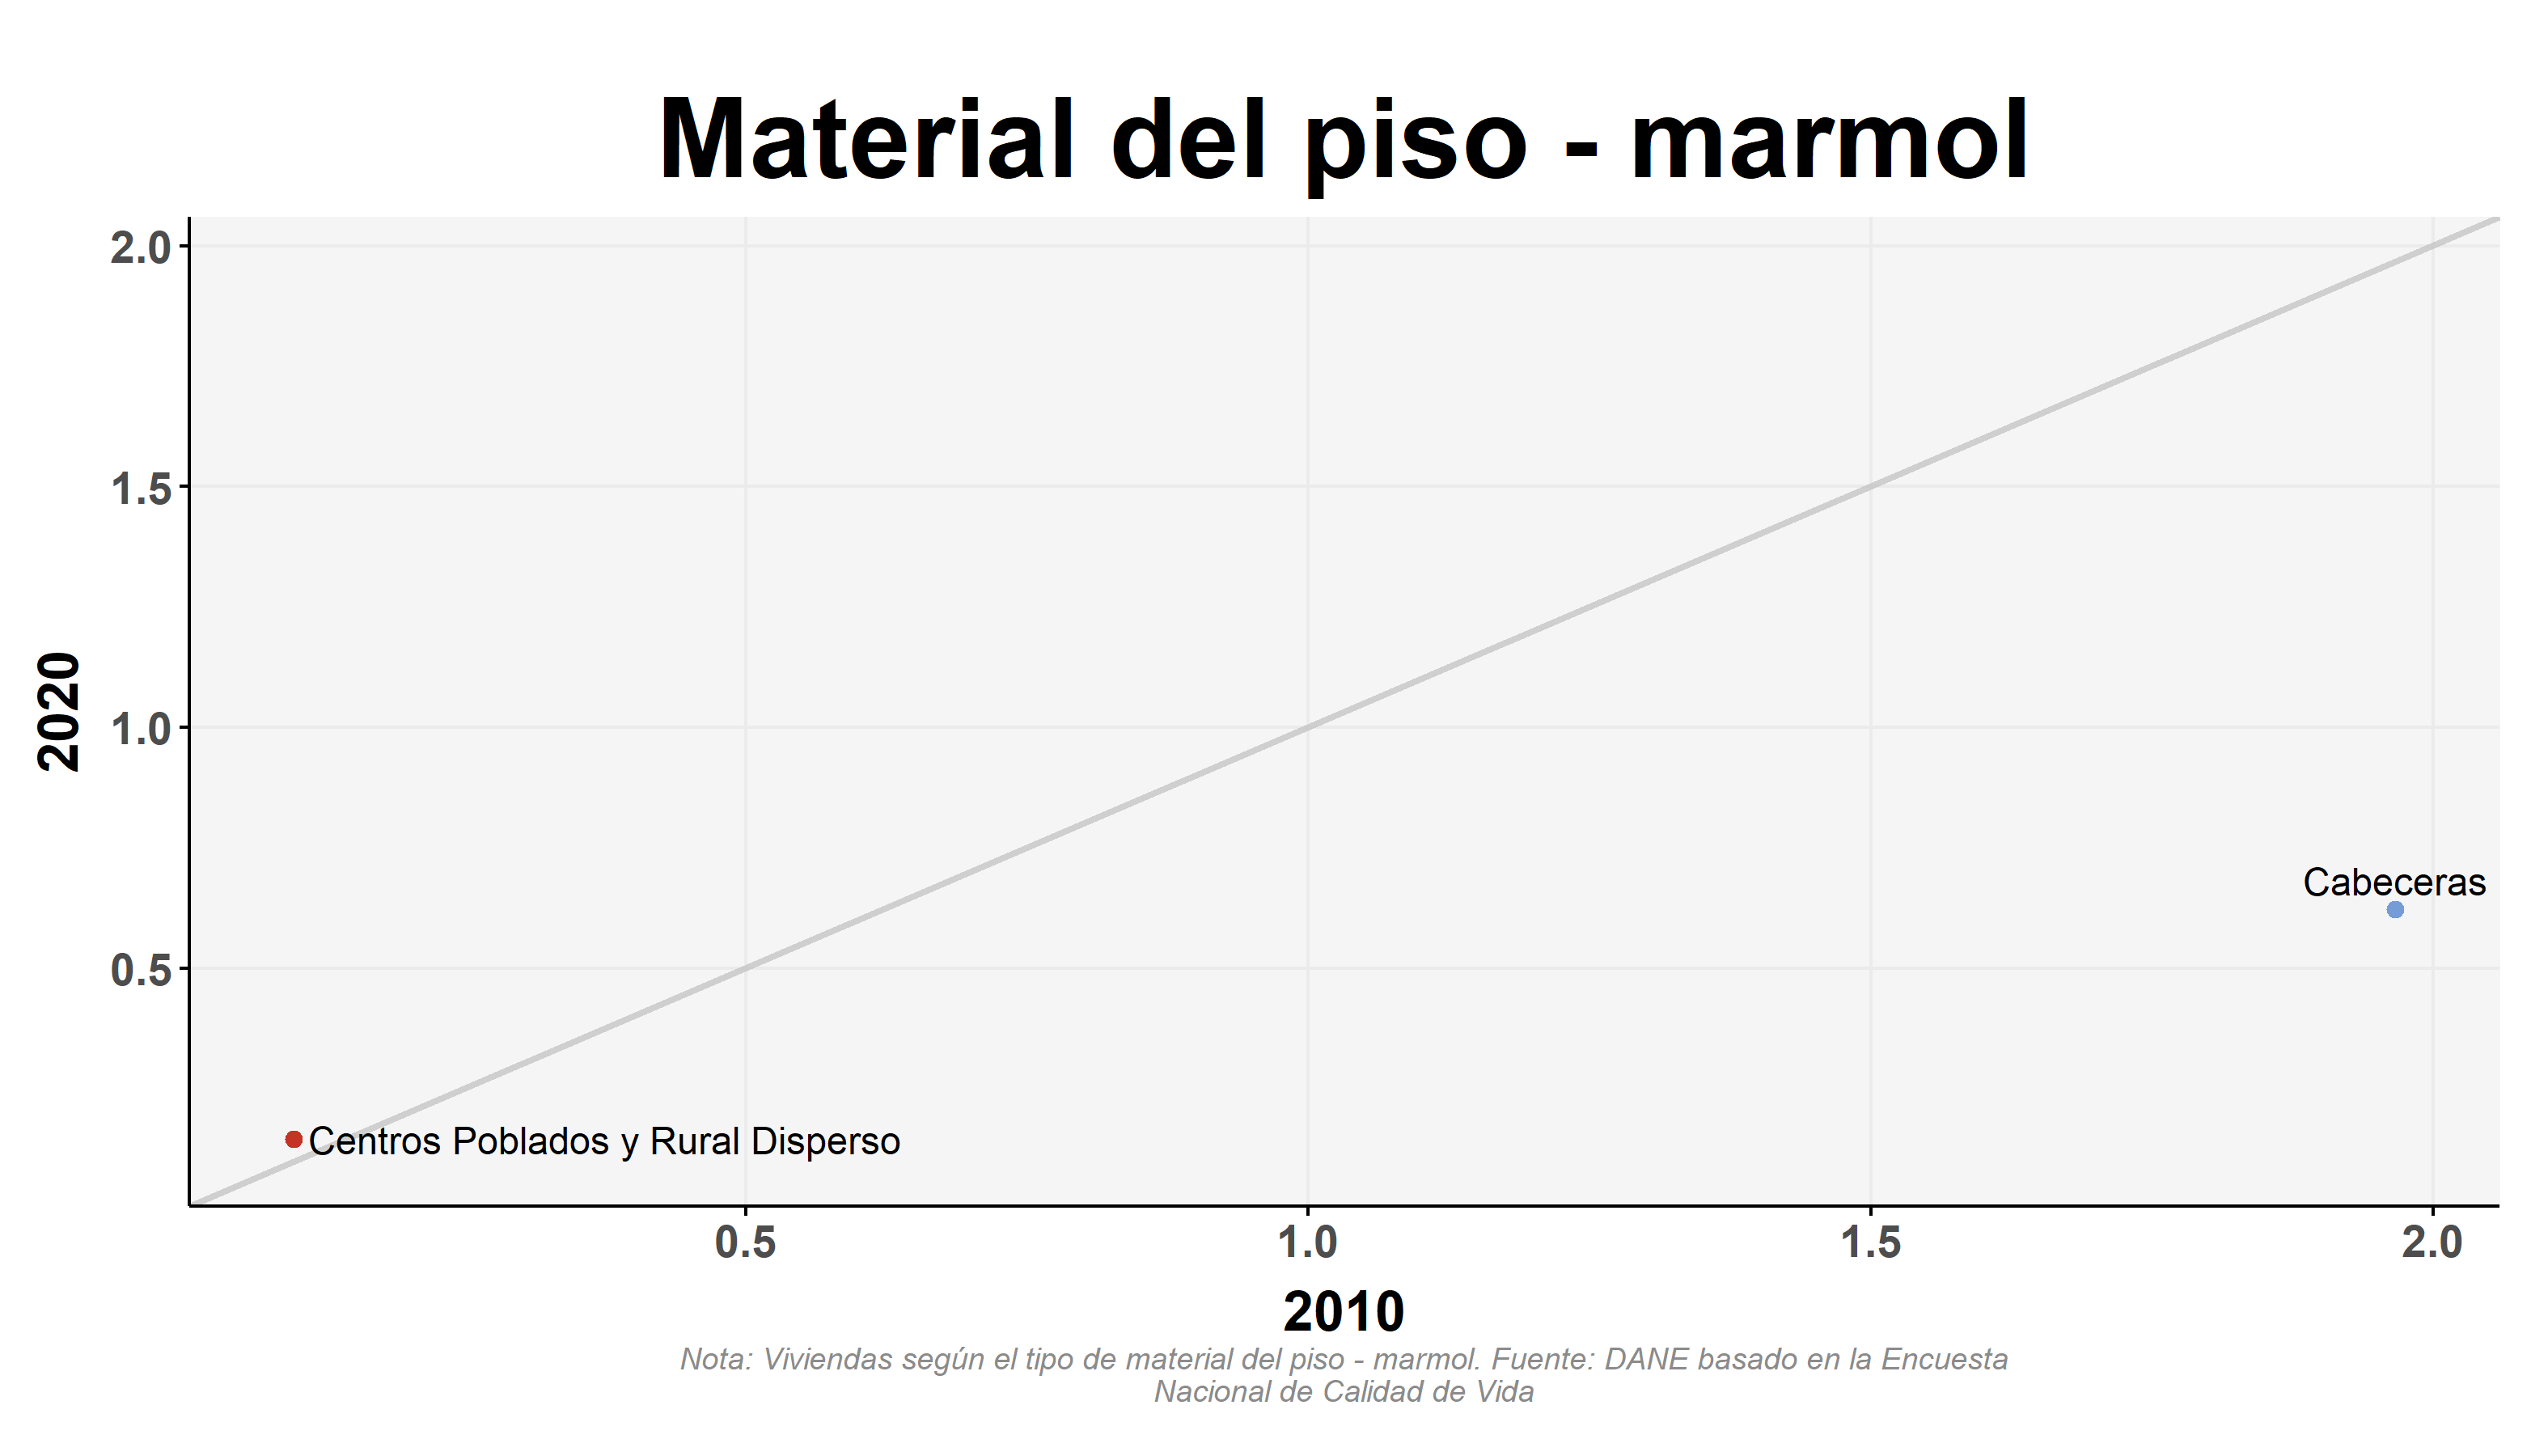 Material del piso - marmol
2.0
1.5
1.0
0.5
2020
Cabeceras
Centros Poblados y Rural Disperso
0.5 1.0 1.5 2.0
2010
Nota: Viviendas según el tipo de material del piso - marmol. Fuente: DANE basado en la Encuesta
Nacional de Calidad de Vida